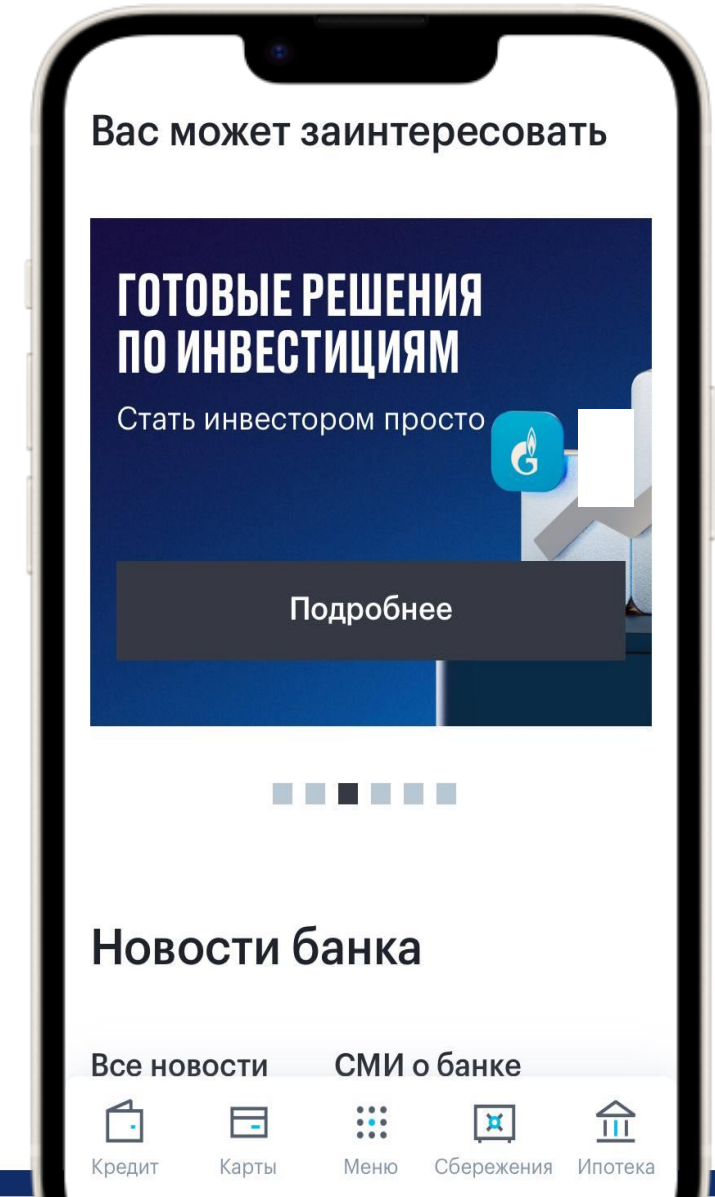 Вас может заинтересовать
ГОТОВЫЕ РЕШЕНИЯ
ПО ИНВЕСТИЦИЯМ
Стать инвестором просто
Подробнее
Новости банка
Все новости СМИ о банке
Кредит Карты Меню Сбережения Ипотека